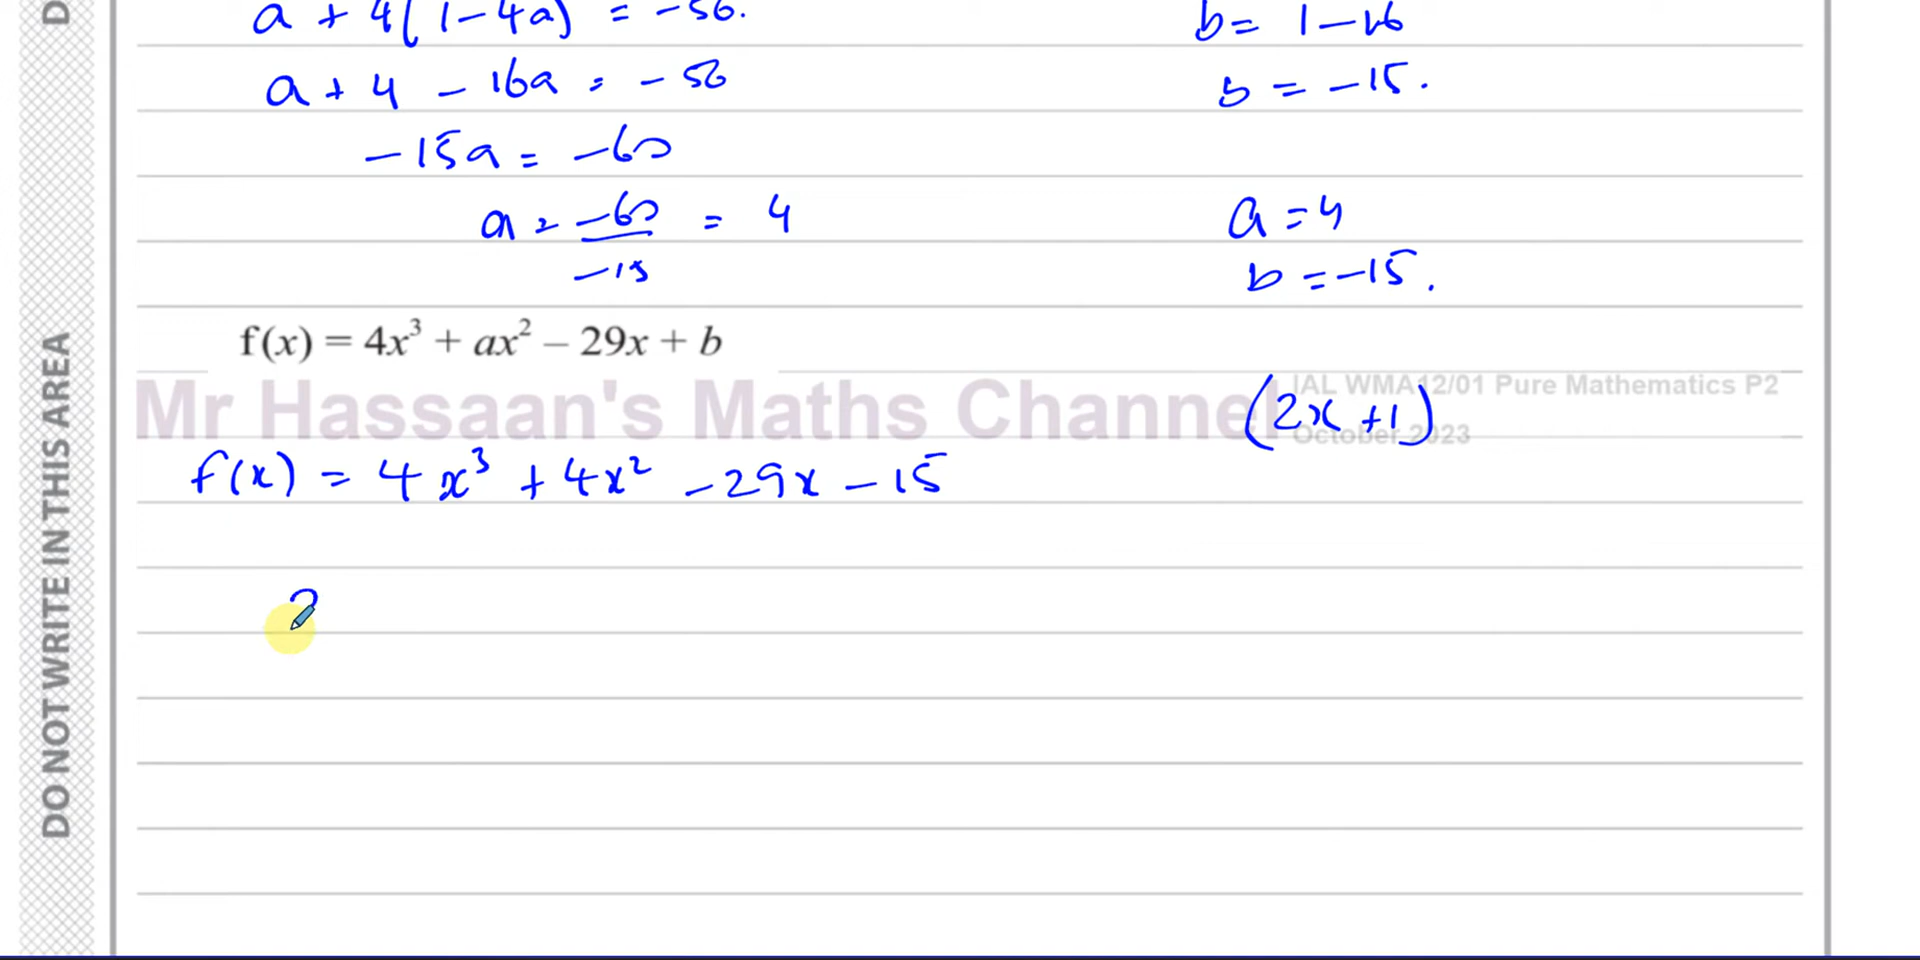 a + 4(1-4a) = -56.
b = 1-16
a + 4 - 16a = -56
b = -15.
-15a = -60
a = -60/-15 = 4
a = 4
b = -15.
f(x) = 4x³ + ax² − 29x + b
Mr Hassaan's Maths Channel
IAL WMA12/01 Pure Mathematics P2
October 2023
(2x+1)
f(x) = 4x³ + 4x² - 29x - 15
2
DO NOT WRITE IN THIS AREA
D